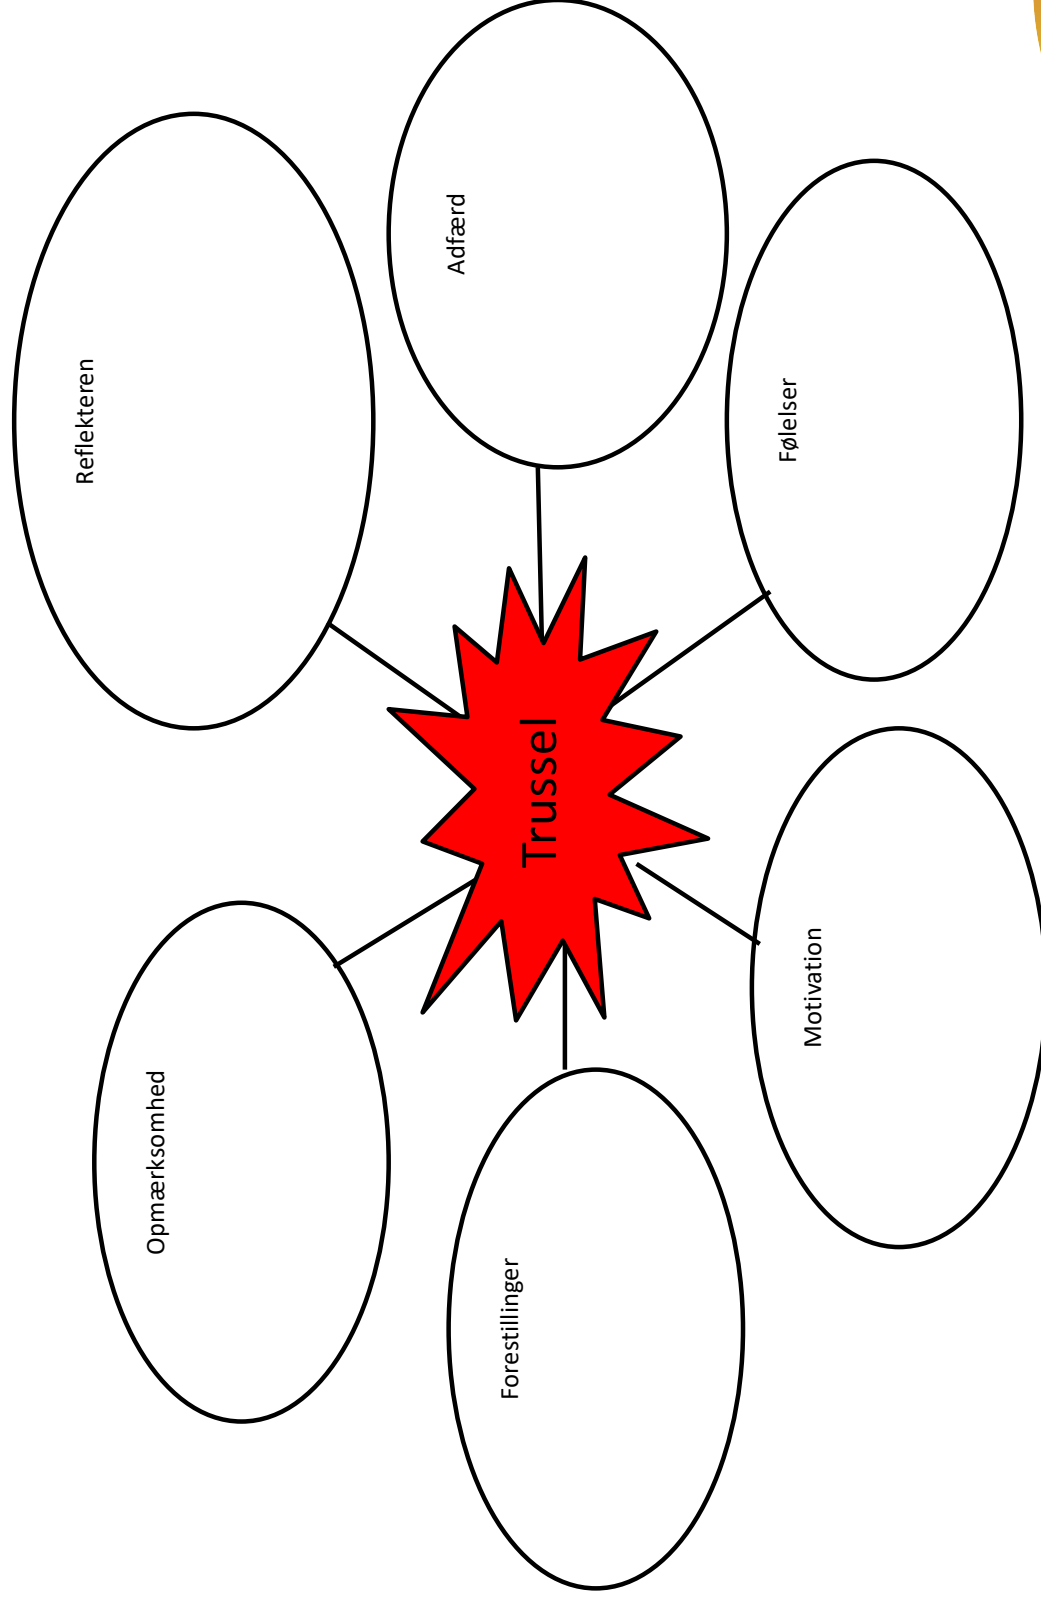 Opmærksomhed
Reflekteren
Adfærd
Trussel
Forestillinger
Følelser
Motivation